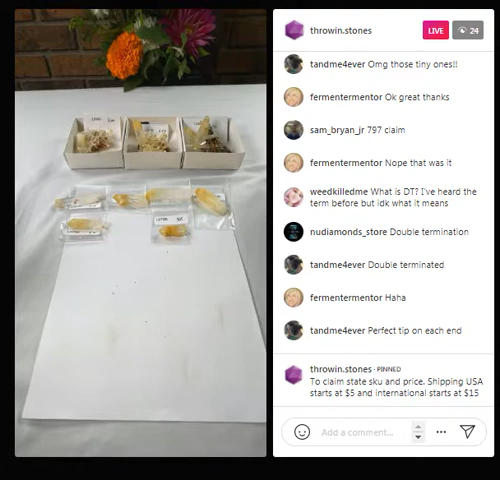 throwin.stones
LIVE
24
tandme4ever Omg those tiny ones!!
fermentermentor Ok great thanks
sam_bryan_jr 797 claim
fermentermentor Nope that was it
weedkilledme What is DT? I've heard the
term before but idk what it means
nudiamonds_store Double termination
tandme4ever Double terminated
fermentermentor Haha
tandme4ever Perfect tip on each end
throwin.stones · PINNED
To claim state sku and price. Shipping USA
starts at $5 and international starts at $15
Add a comment...